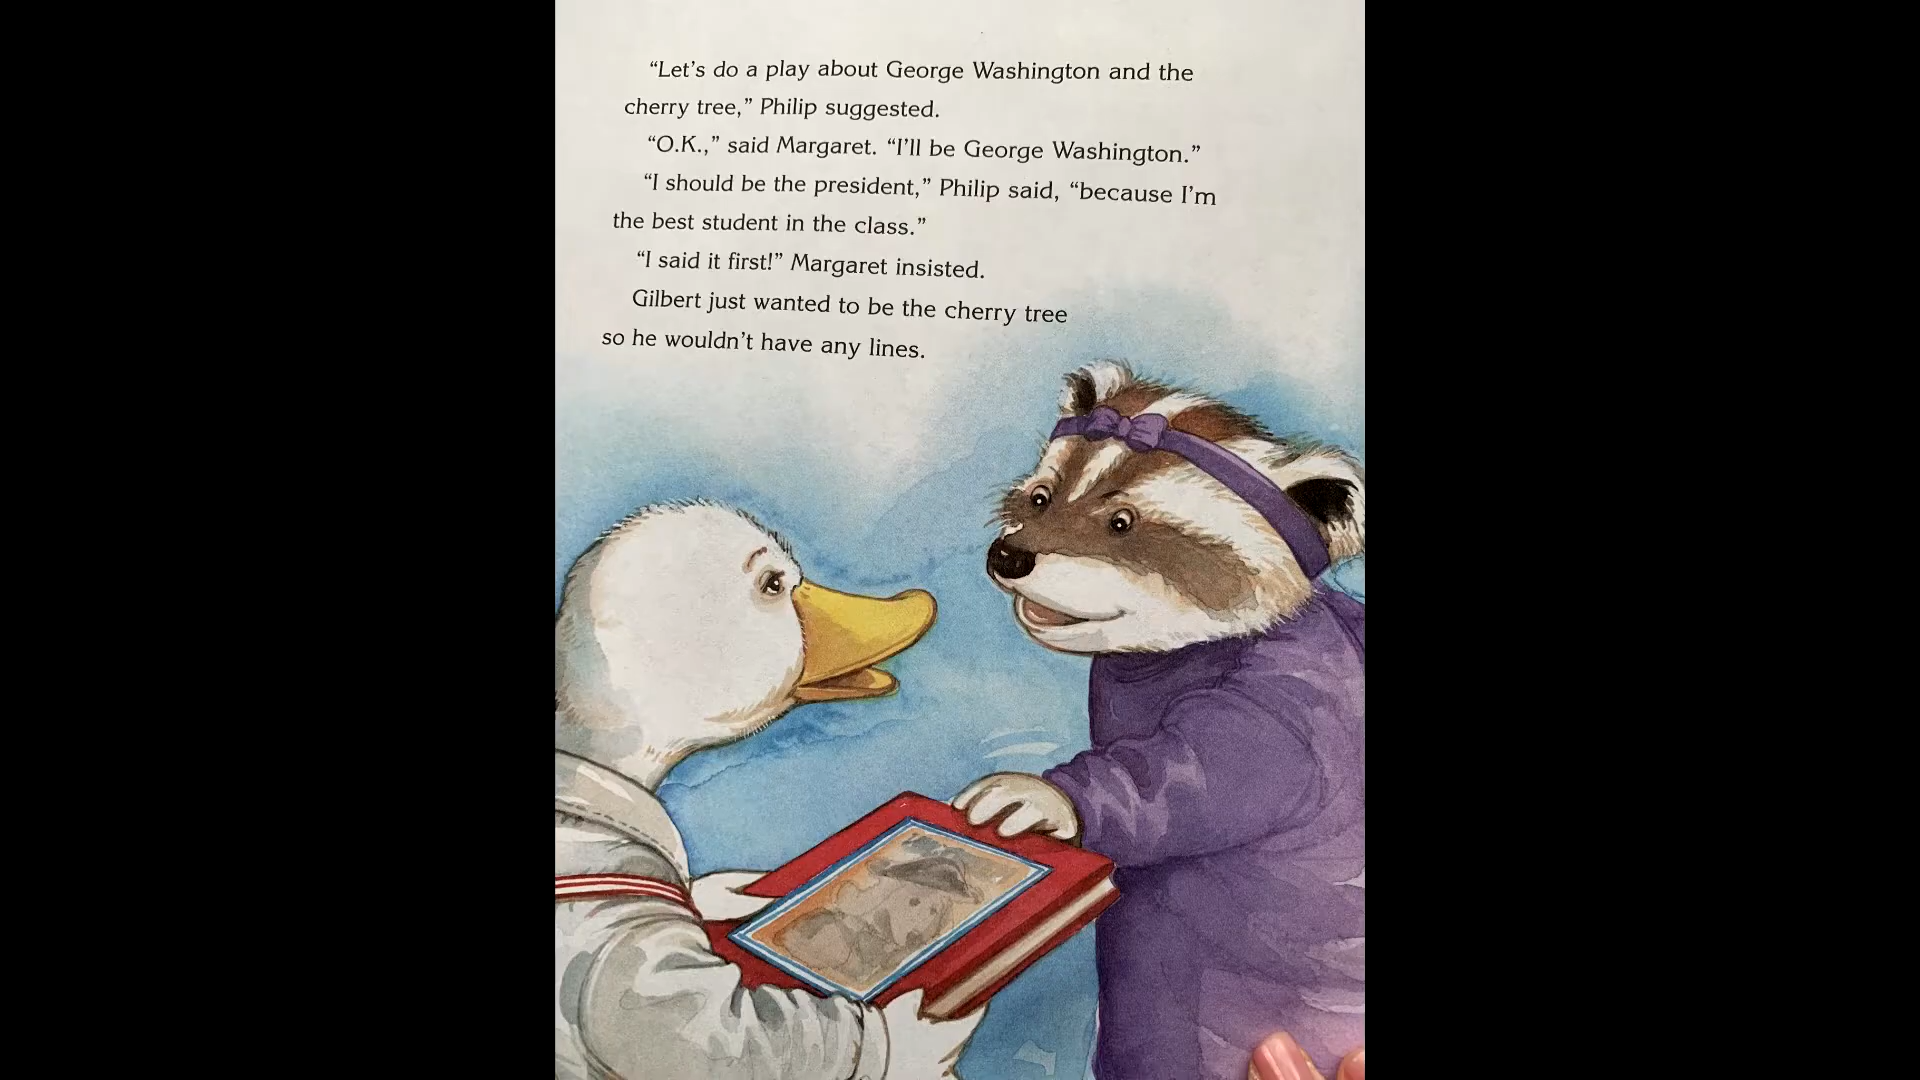 “Let’s do a play about George Washington and the
cherry tree,” Philip suggested.
“O.K.,” said Margaret. “I’ll be George Washington.”
“I should be the president,” Philip said, “because I’m
the best student in the class.”
“I said it first!” Margaret insisted.
Gilbert just wanted to be the cherry tree
so he wouldn’t have any lines.